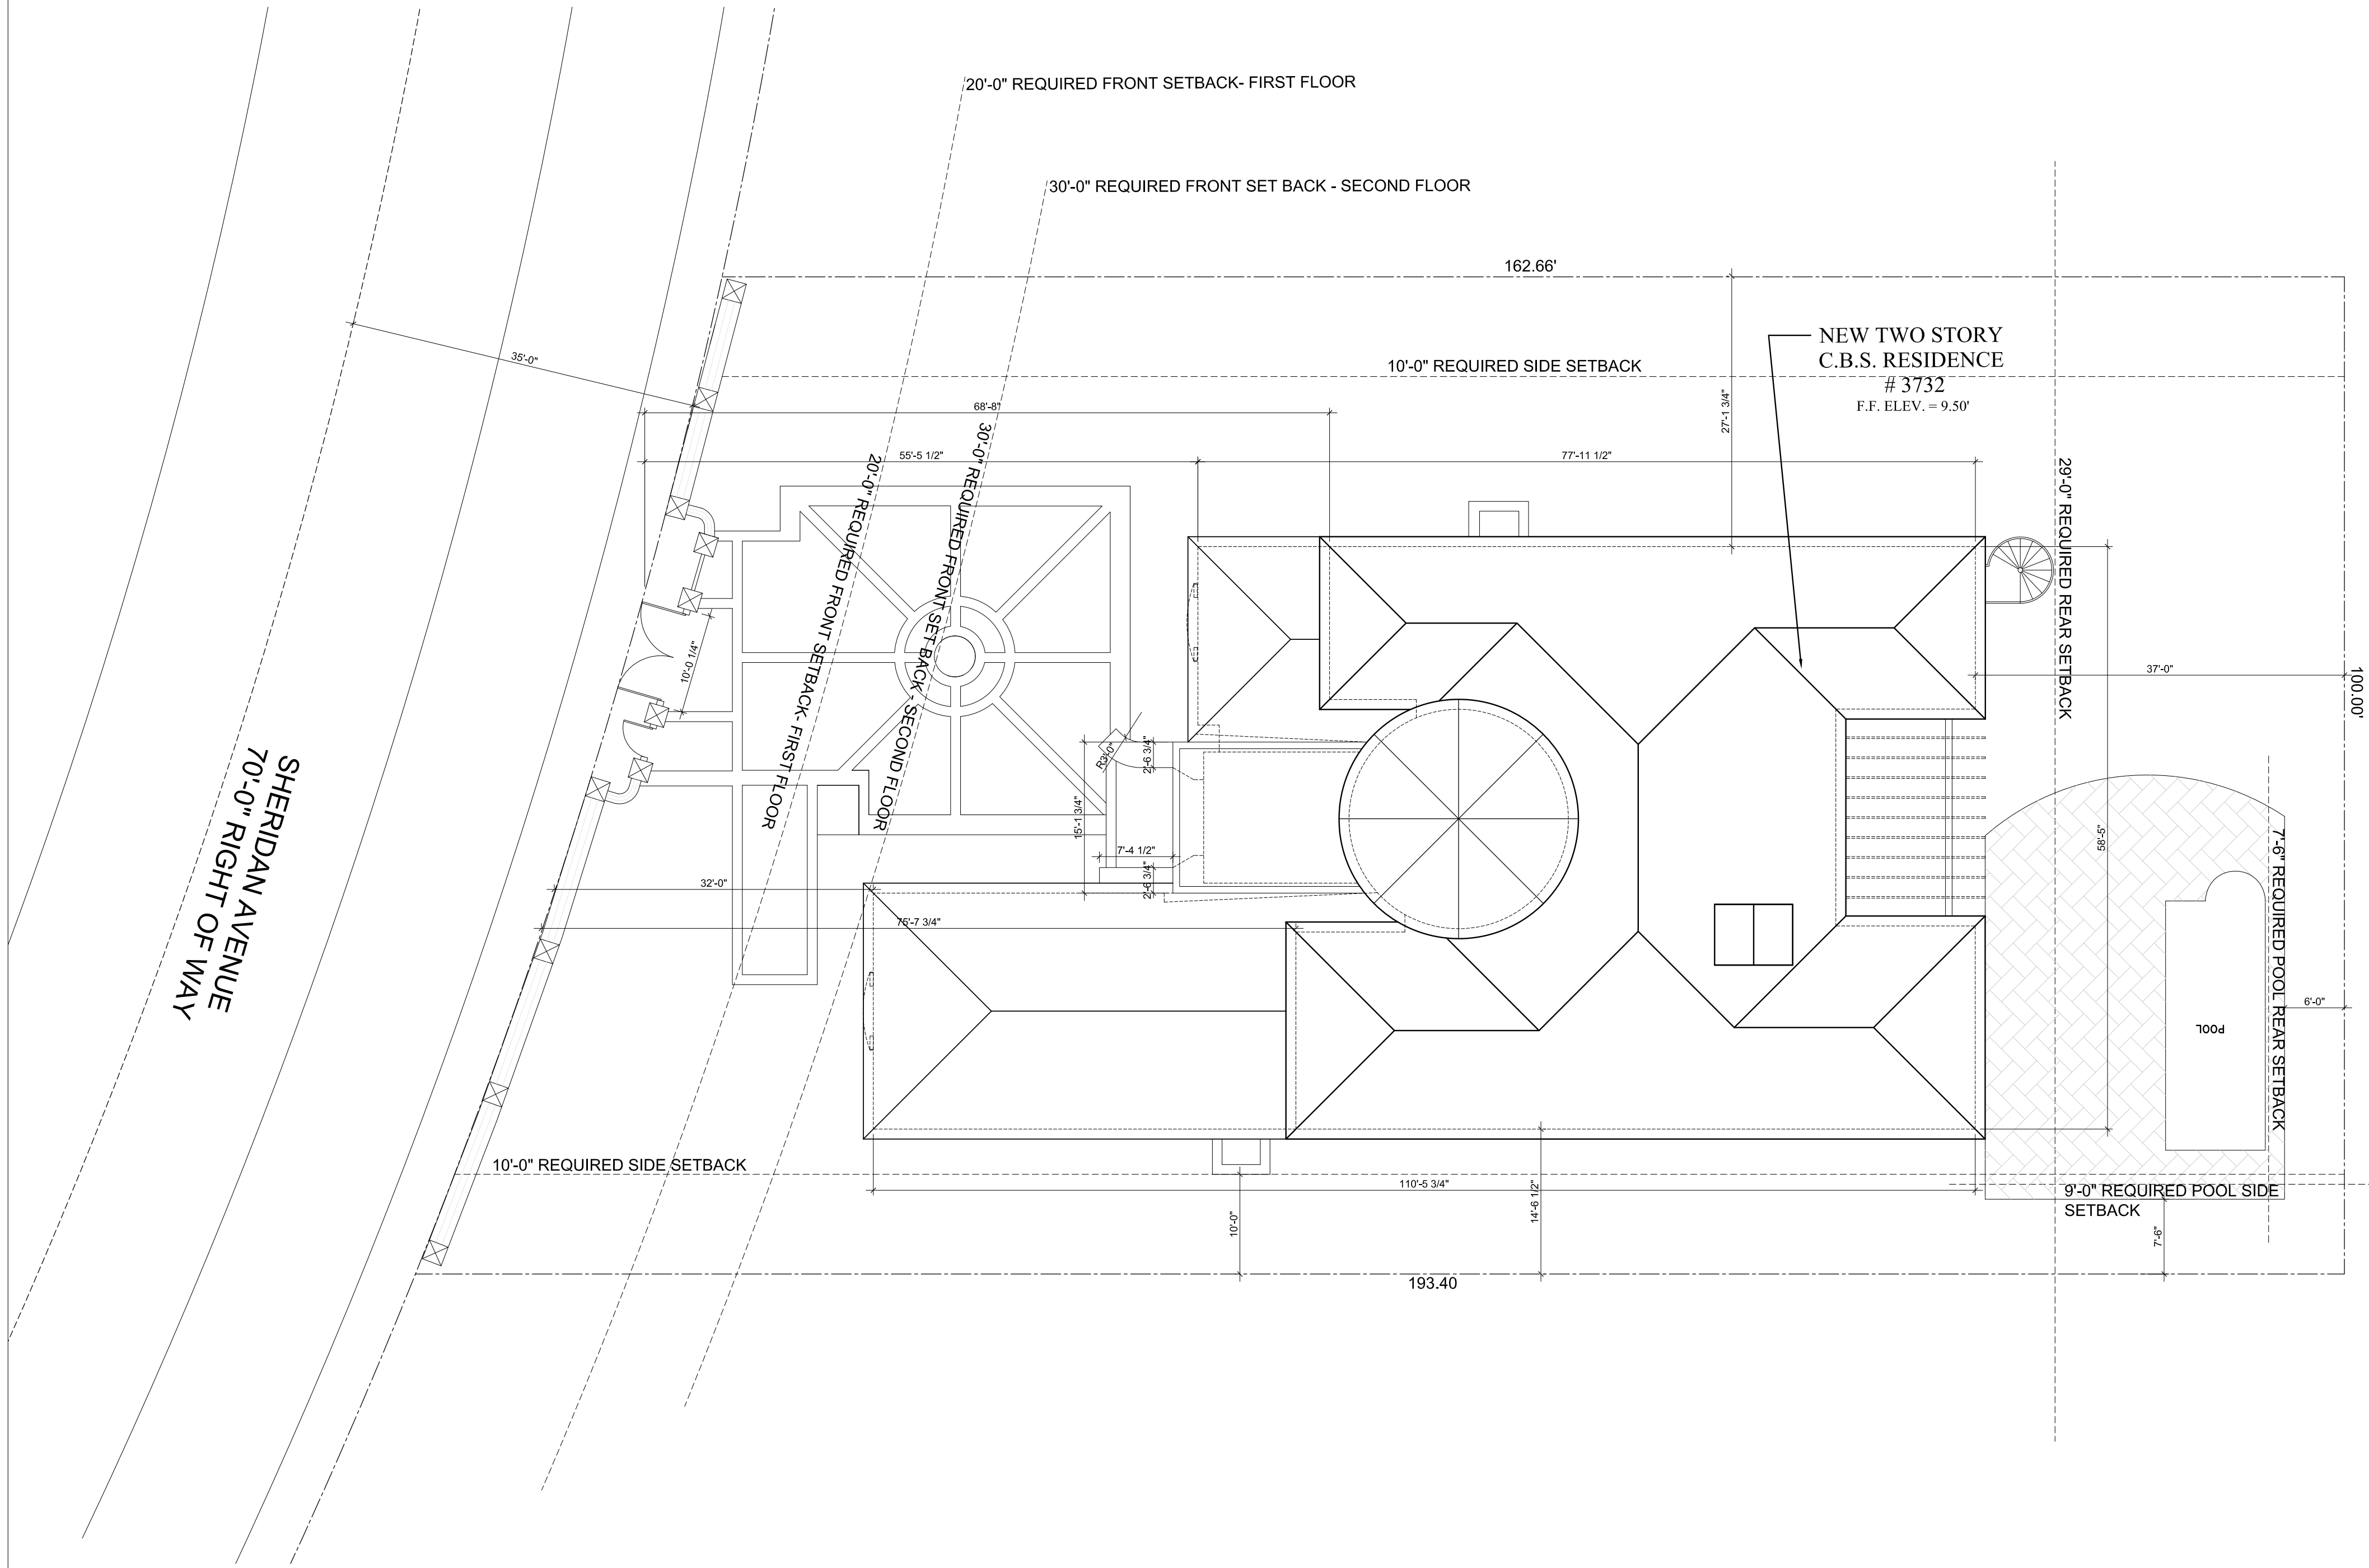 20'-0" REQUIRED FRONT SETBACK- FIRST FLOOR
30'-0" REQUIRED FRONT SET BACK - SECOND FLOOR
162.66'
NEW TWO STORY
C.B.S. RESIDENCE
# 3732
F.F. ELEV. = 9.50'
35'-0"
10'-0" REQUIRED SIDE SETBACK
27'-1 3/4"
68'-8"
55'-5 1/2"
77'-11 1/2"
20'-0" REQUIRED FRONT SETBACK- FIRST FLOOR
30'-0" REQUIRED FRONT SET BACK - SECOND FLOOR
29'-0" REQUIRED REAR SETBACK
37'-0"
100.00'
10'-0 1/4"
R3'-0"
2'-6 3/4"
15'-1 3/4"
7'-4 1/2"
2'-6 3/4"
58'-5"
7'-6" REQUIRED POOL REAR SETBACK
SHERIDAN AVENUE
70'-0" RIGHT OF WAY
32'-0"
75'-7 3/4"
6'-0"
POOL
10'-0" REQUIRED SIDE SETBACK
110'-5 3/4"
9'-0" REQUIRED POOL SIDE
SETBACK
10'-0"
14'-6 1/2"
7'-6"
193.40